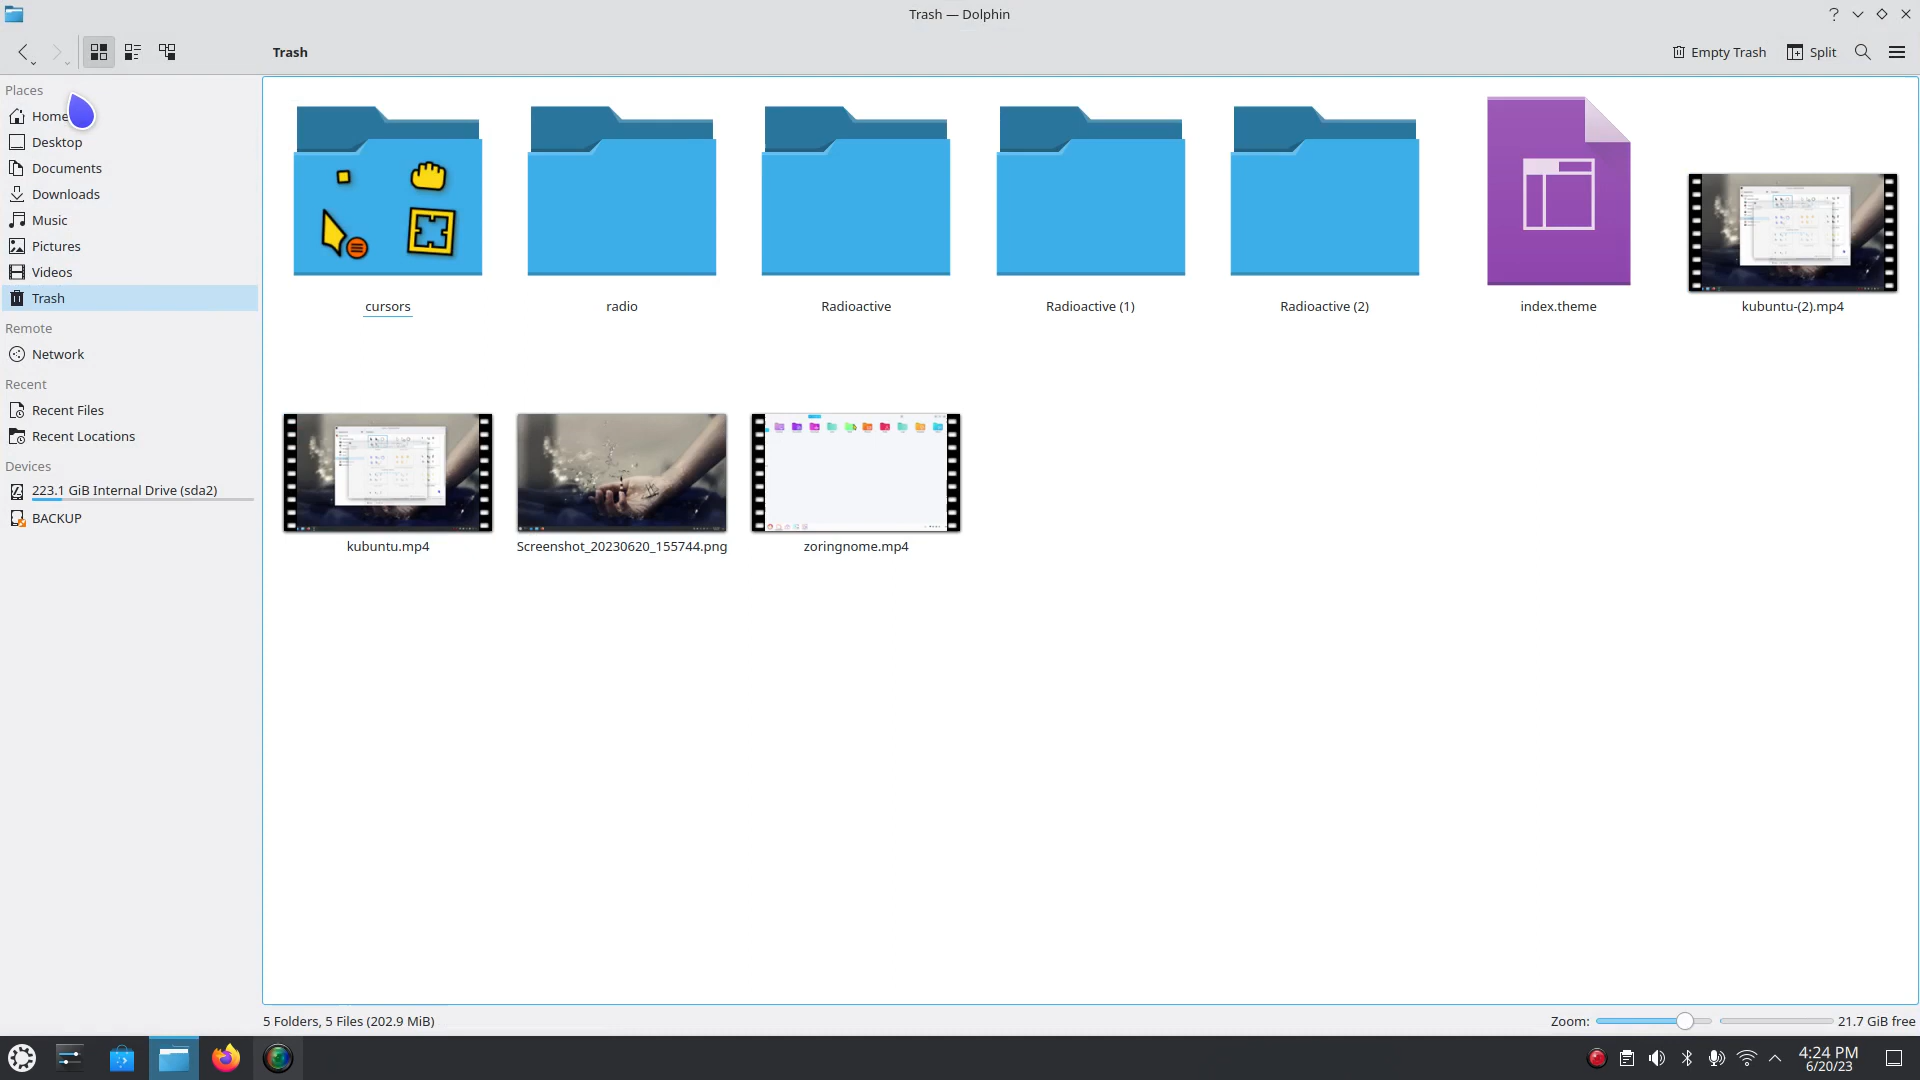 Trash — Dolphin
Trash
Empty Trash
Split
Places
Home
Desktop
Documents
Downloads
Music
Pictures
Videos
Trash
Remote
Network
Recent
Recent Files
Recent Locations
Devices
223.1 GiB Internal Drive (sda2)
BACKUP
cursors
radio
Radioactive
Radioactive (1)
Radioactive (2)
index.theme
kubuntu-(2).mp4
kubuntu.mp4
Screenshot_20230620_155744.png
zoringnome.mp4
5 Folders, 5 Files (202.9 MiB)
Zoom:
21.7 GiB free
4:24 PM
6/20/23